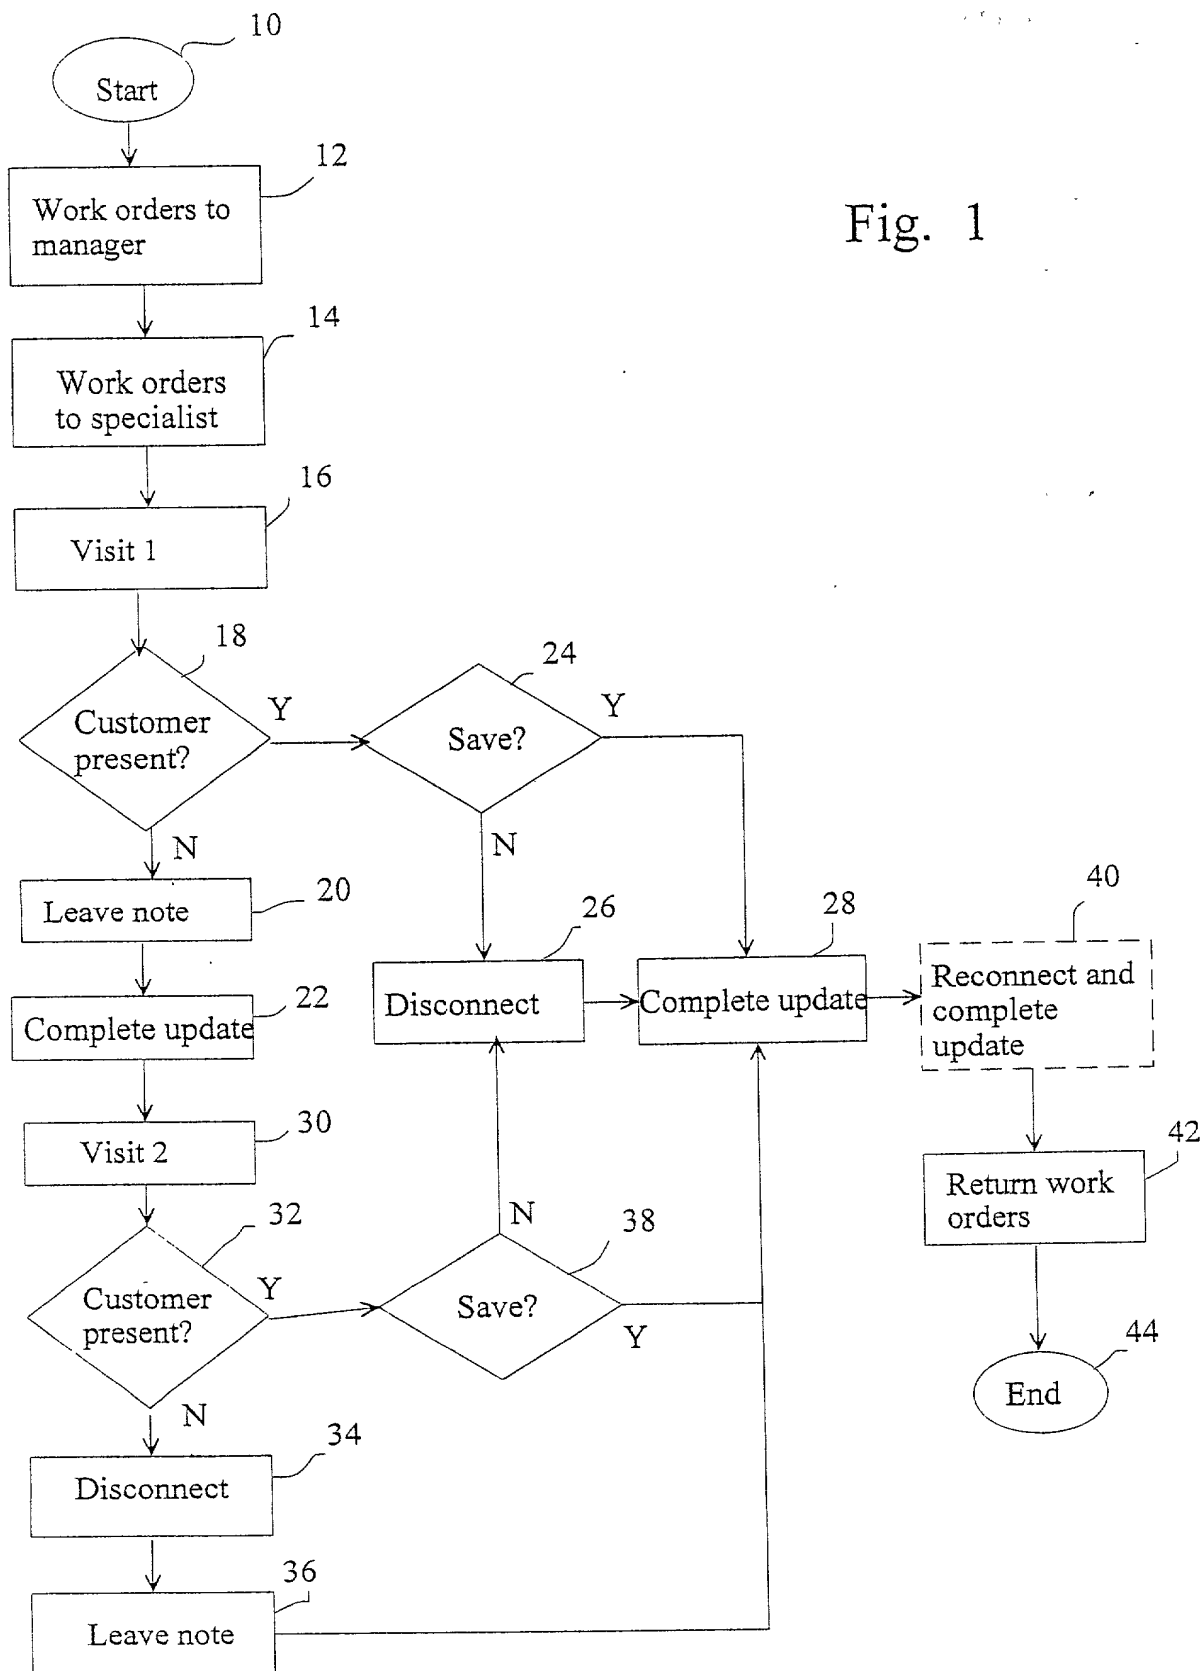 10
Start
12
Work orders to
manager
Fig. 1
14
Work orders
to specialist
16
Visit 1
18
Customer
present?
Y
N
24
Save?
Y
N
20
Leave note
22
Complete update
26
Disconnect
28
Complete update
40
Reconnect and
complete
update
30
Visit 2
42
Return work
orders
32
Customer
present?
Y
N
38
Save?
N
Y
44
End
34
Disconnect
36
Leave note